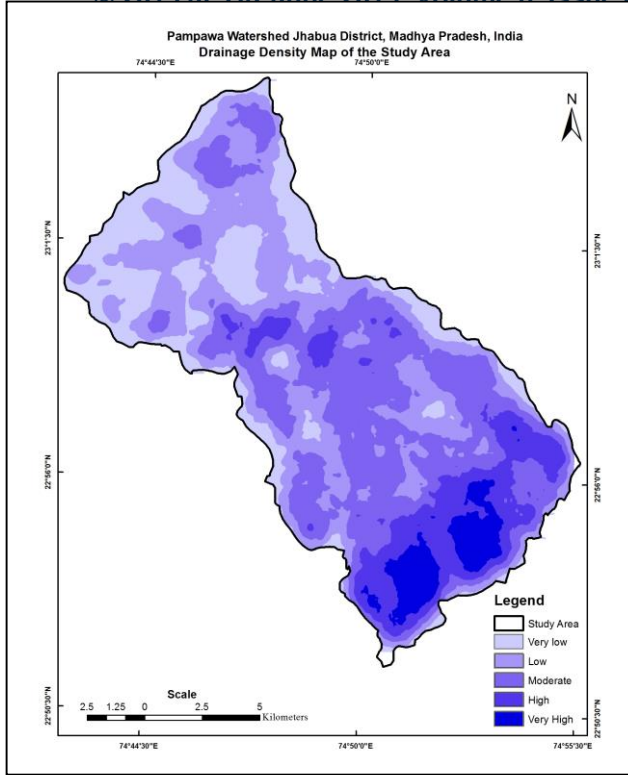 Pampawa Watershed Jhabua District, Madhya Pradesh, India
Drainage Density Map of the Study Area
74°44'30"E 74°50'0"E
N
23°1'30"N 23°1'30"N
22°56'0"N 22°56'0"N
22°50'30"N 22°50'30"N
Legend
Study Area
Very low
Low
Moderate
High
Very High
Scale
2.5 1.25 0 2.5 5
Kilometers
74°44'30"E 74°50'0"E 74°55'30"E